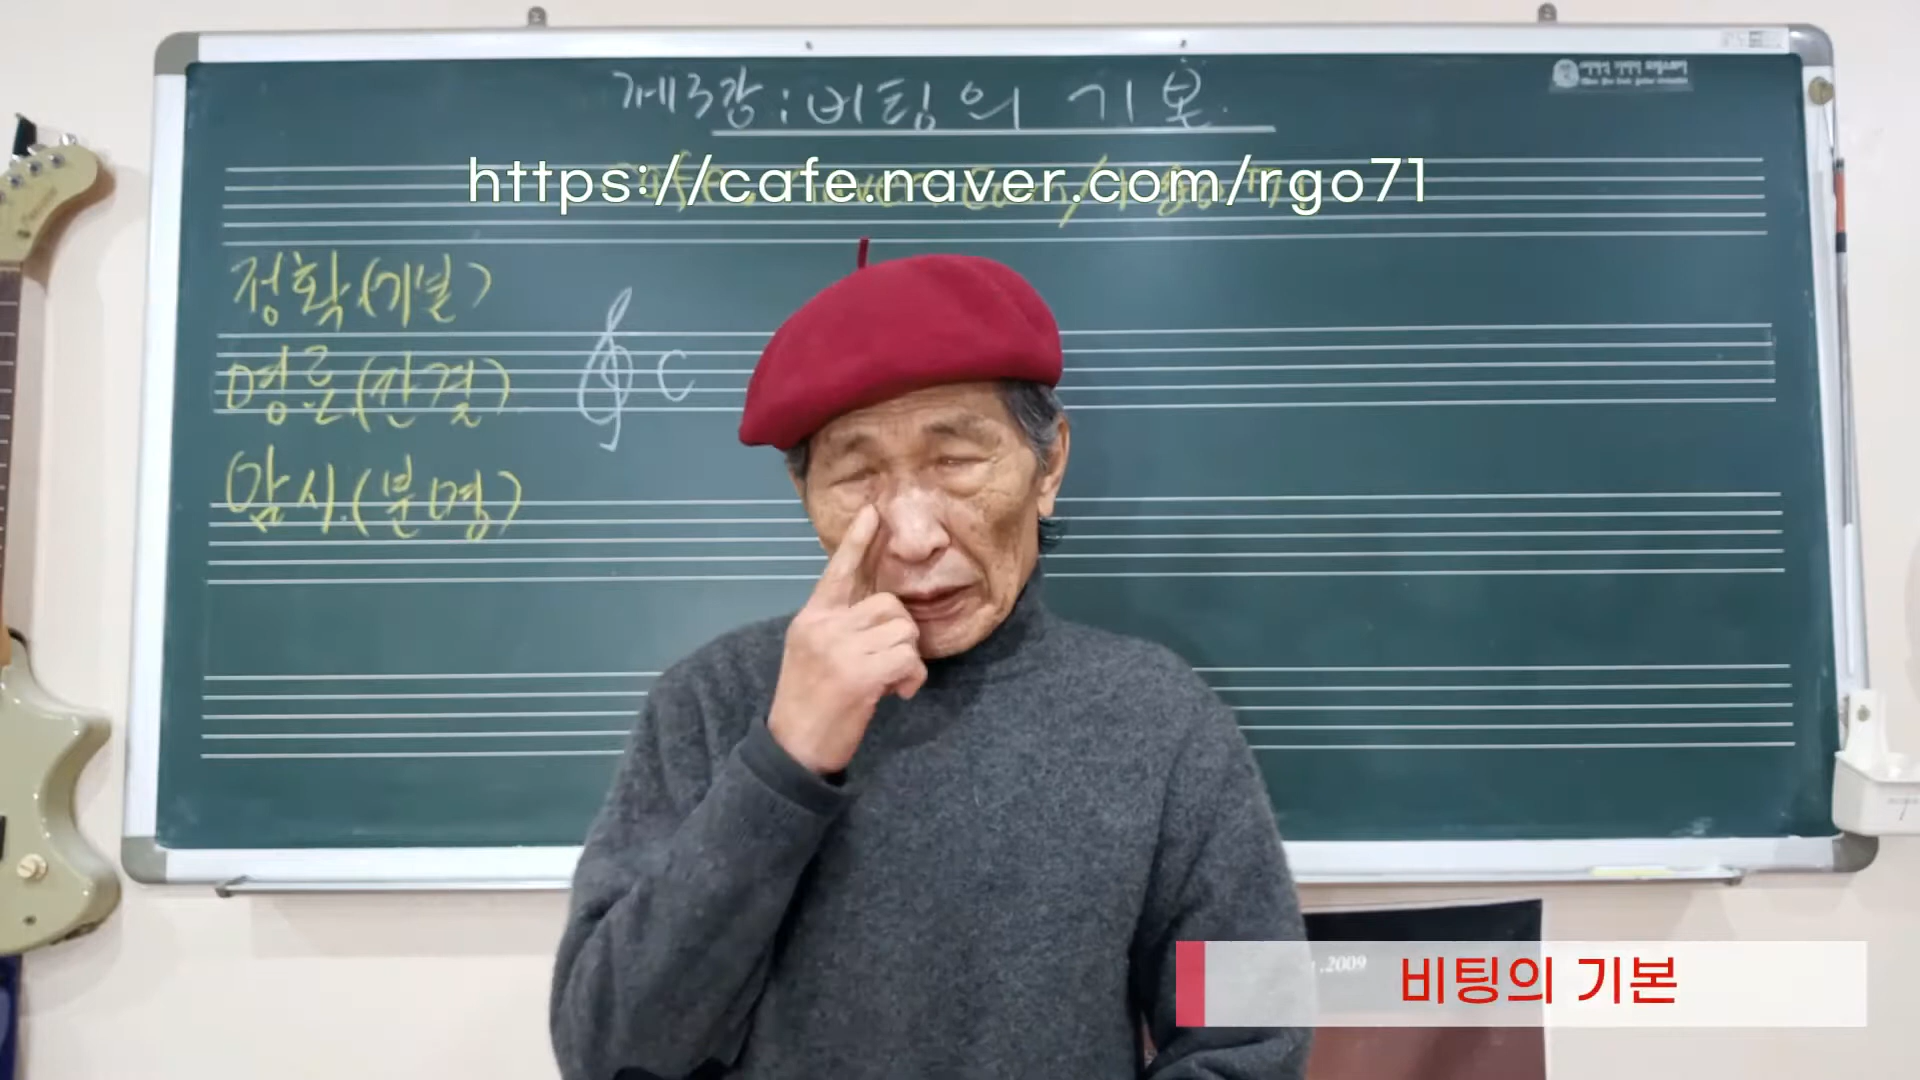 제3강 : 비팅의 기본
https://cafe.naver.com/rgo71
정확(개별)
명료(간결)
암시(분명)
C
,2009
비팅의 기본